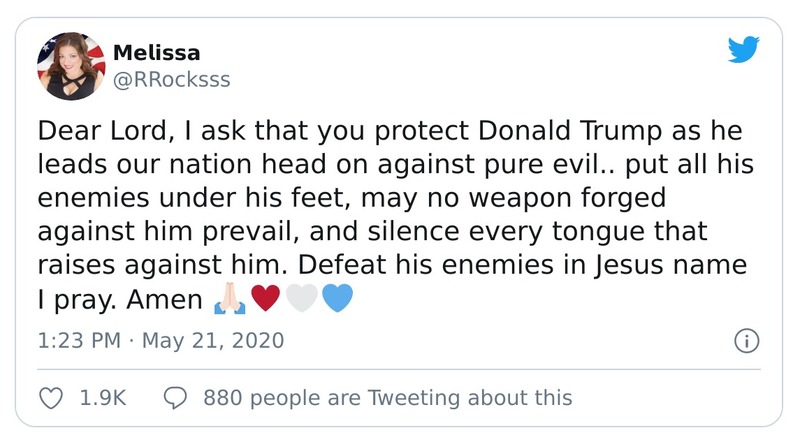 Melissa
@RRocksss
Dear Lord, I ask that you protect Donald Trump as he
leads our nation head on against pure evil.. put all his
enemies under his feet, may no weapon forged
against him prevail, and silence every tongue that
raises against him. Defeat his enemies in Jesus name
I pray. Amen 🙏🏻❤️🤍💙
1:23 PM · May 21, 2020
1.9K 880 people are Tweeting about this